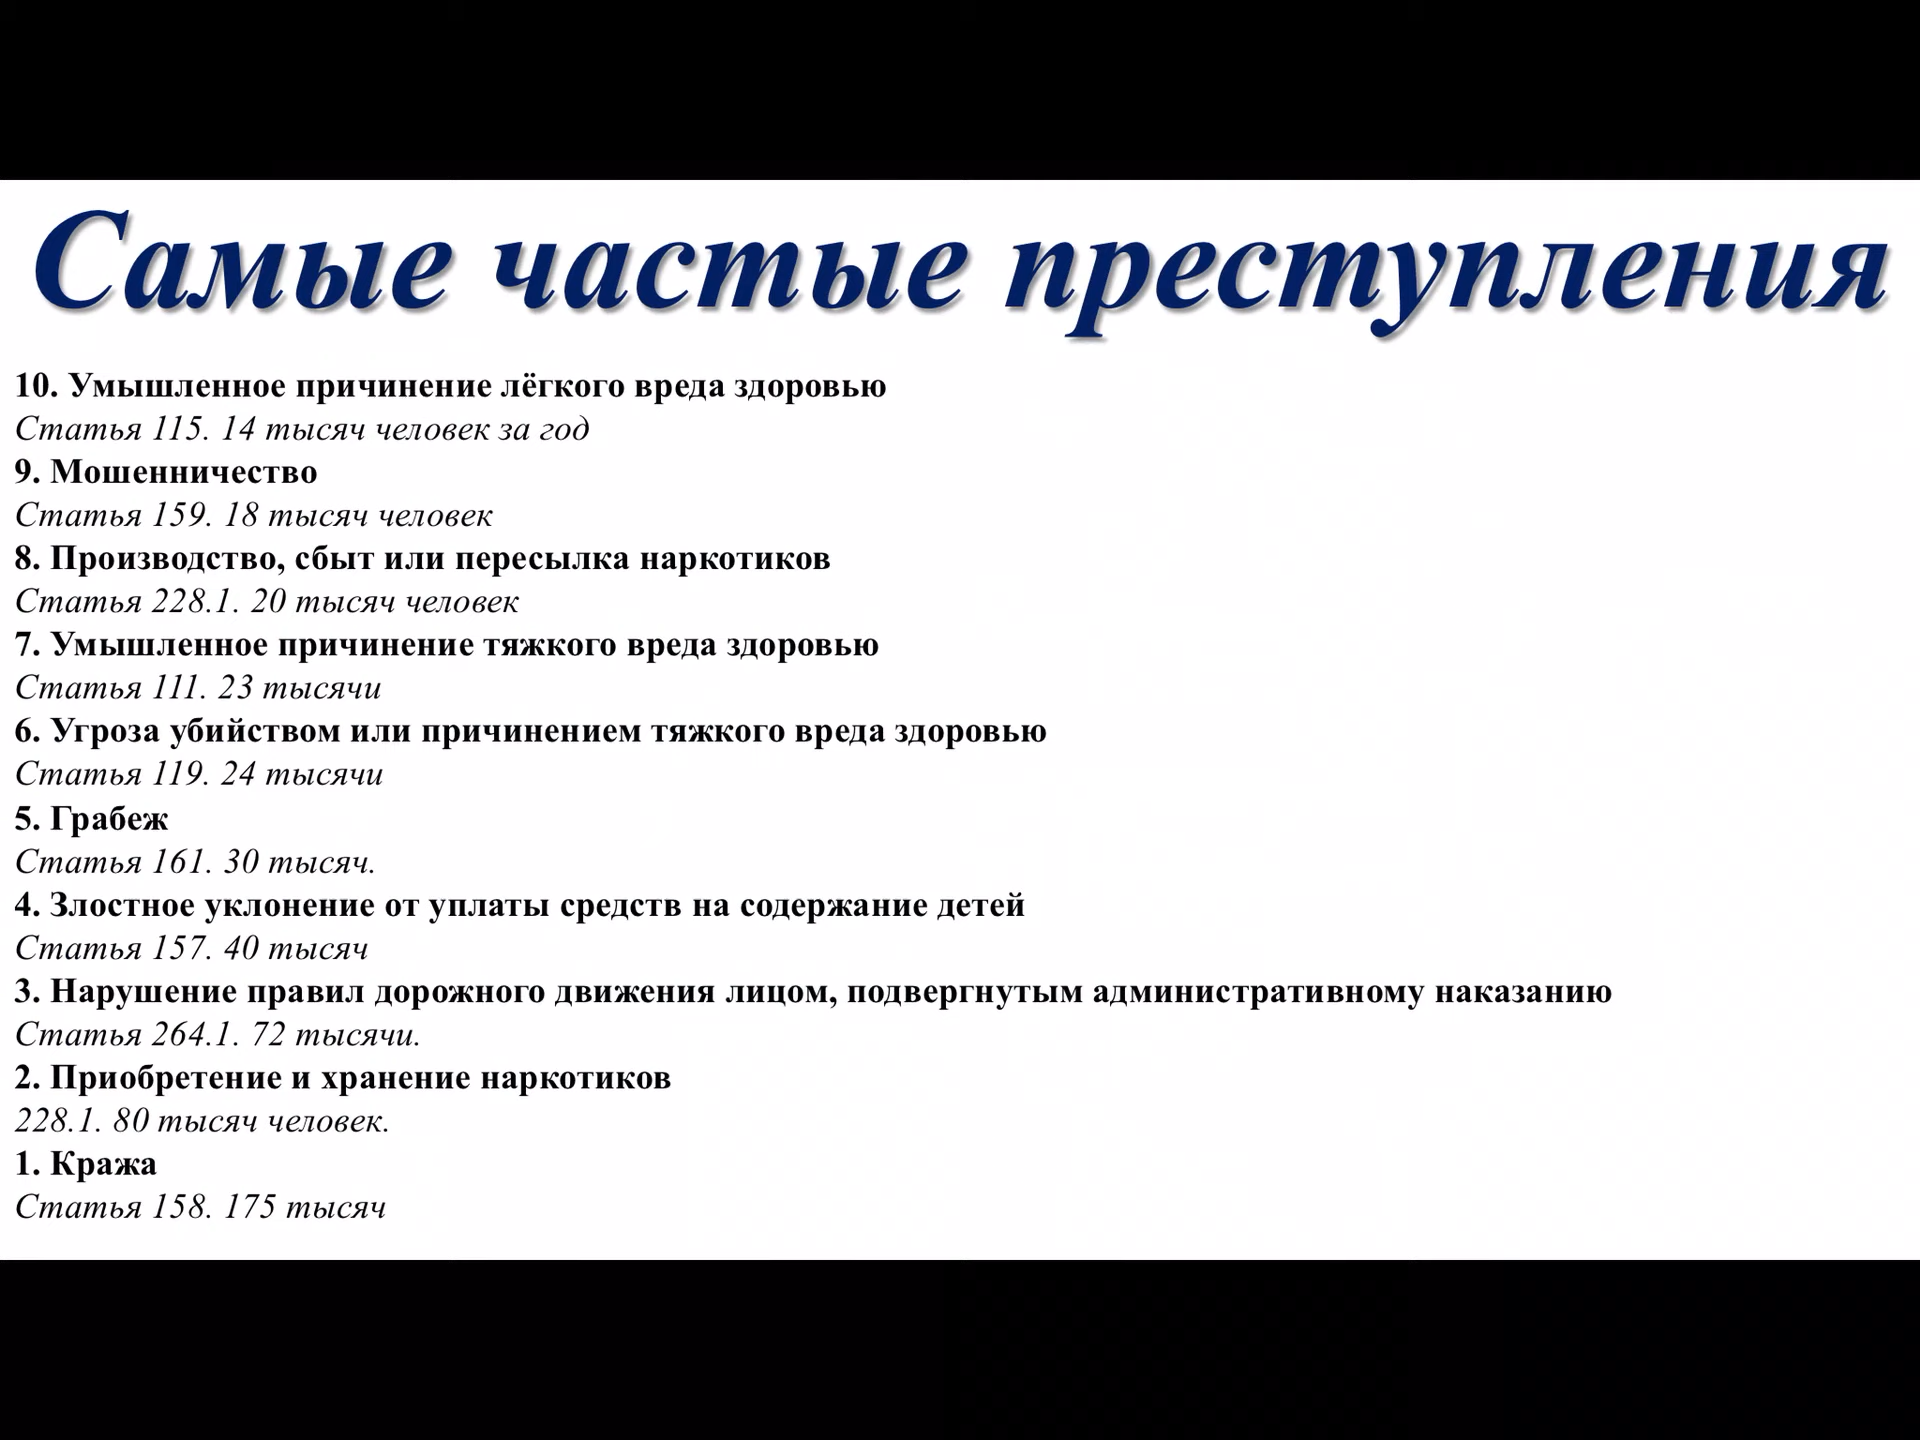 Самые частые преступления
10. Умышленное причинение лёгкого вреда здоровью
Статья 115. 14 тысяч человек за год
9. Мошенничество
Статья 159. 18 тысяч человек
8. Производство, сбыт или пересылка наркотиков
Статья 228.1. 20 тысяч человек
7. Умышленное причинение тяжкого вреда здоровью
Статья 111. 23 тысячи
6. Угроза убийством или причинением тяжкого вреда здоровью
Статья 119. 24 тысячи
5. Грабеж
Статья 161. 30 тысяч.
4. Злостное уклонение от уплаты средств на содержание детей
Статья 157. 40 тысяч
3. Нарушение правил дорожного движения лицом, подвергнутым административному наказанию
Статья 264.1. 72 тысячи.
2. Приобретение и хранение наркотиков
228.1. 80 тысяч человек.
1. Кража
Статья 158. 175 тысяч